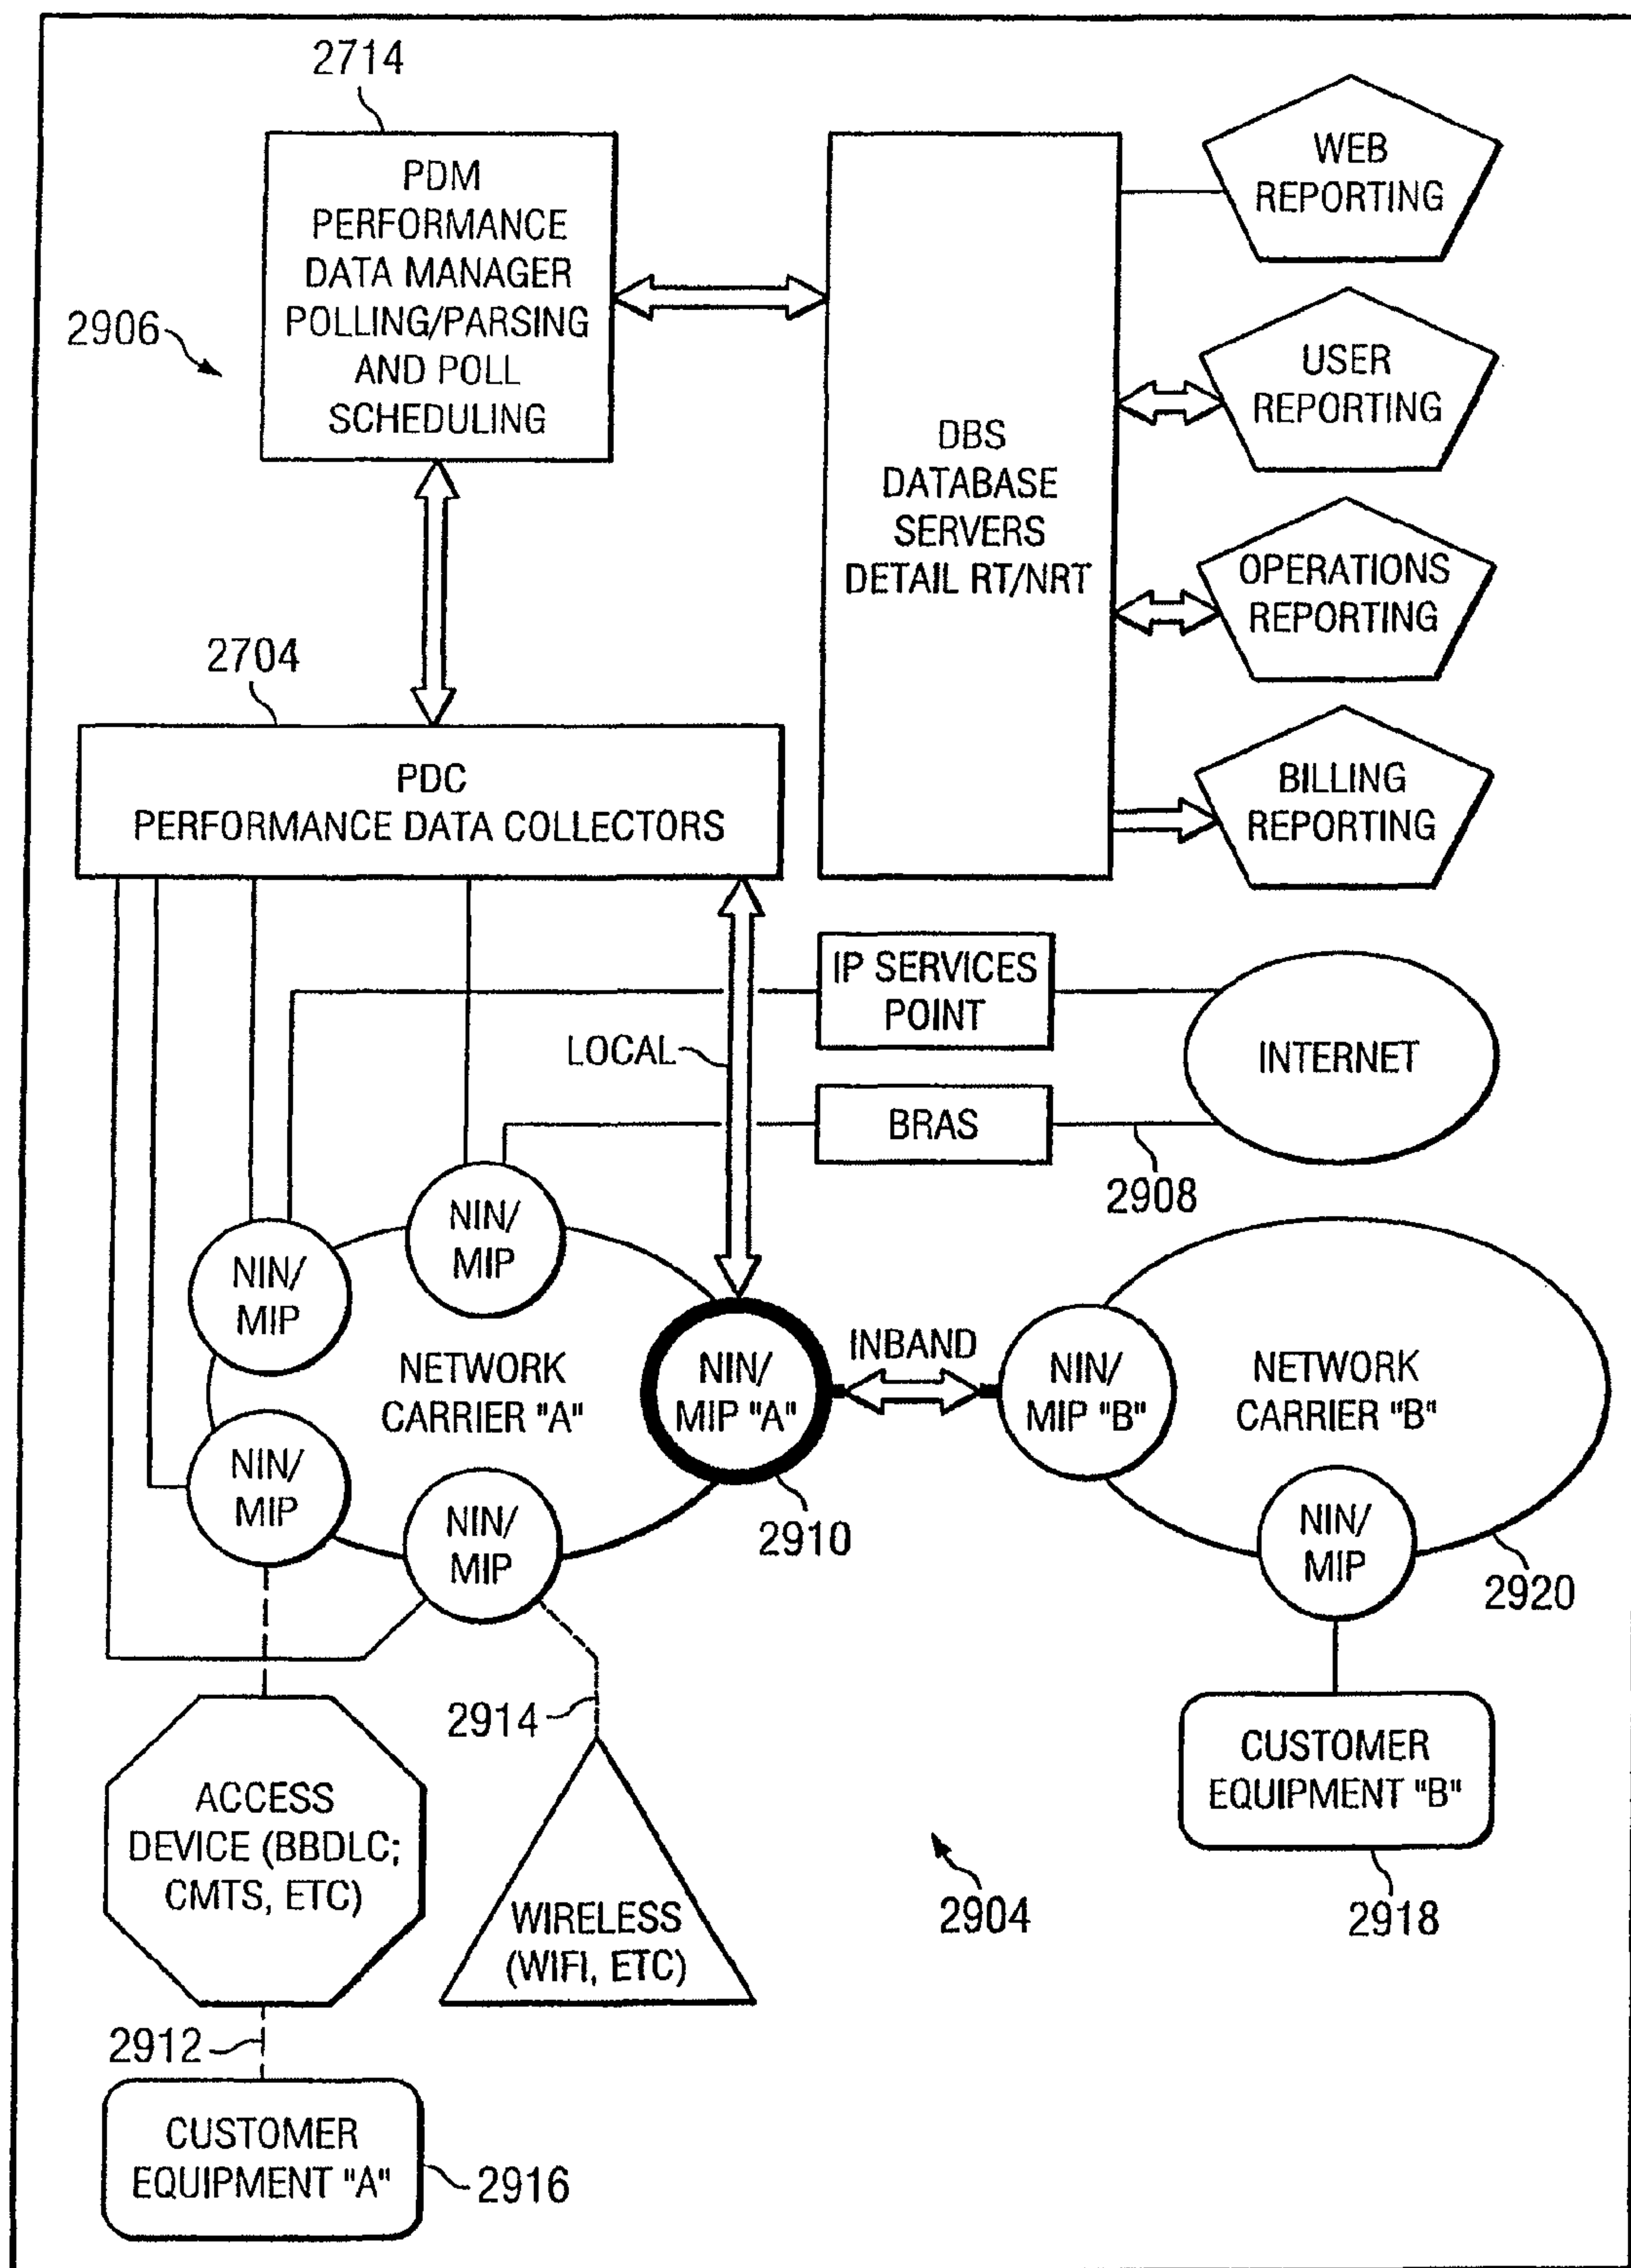 2714
PDM
PERFORMANCE
DATA MANAGER
POLLING/PARSING
AND POLL
SCHEDULING
2906
DBS
DATABASE
SERVERS
DETAIL RT/NRT
WEB
REPORTING
USER
REPORTING
OPERATIONS
REPORTING
BILLING
REPORTING
2704
PDC
PERFORMANCE DATA COLLECTORS
IP SERVICES
POINT
LOCAL
INTERNET
BRAS
2908
NIN/
MIP
NIN/
MIP
NETWORK
CARRIER "A"
NIN/
MIP "A"
INBAND
NIN/
MIP "B"
NETWORK
CARRIER "B"
NIN/
MIP
NIN/
MIP
2910
NIN/
MIP
2920
2914
ACCESS
DEVICE (BBDLC;
CMTS, ETC)
WIRELESS
(WIFI, ETC)
CUSTOMER
EQUIPMENT "B"
2904
2918
2912
CUSTOMER
EQUIPMENT "A"
2916